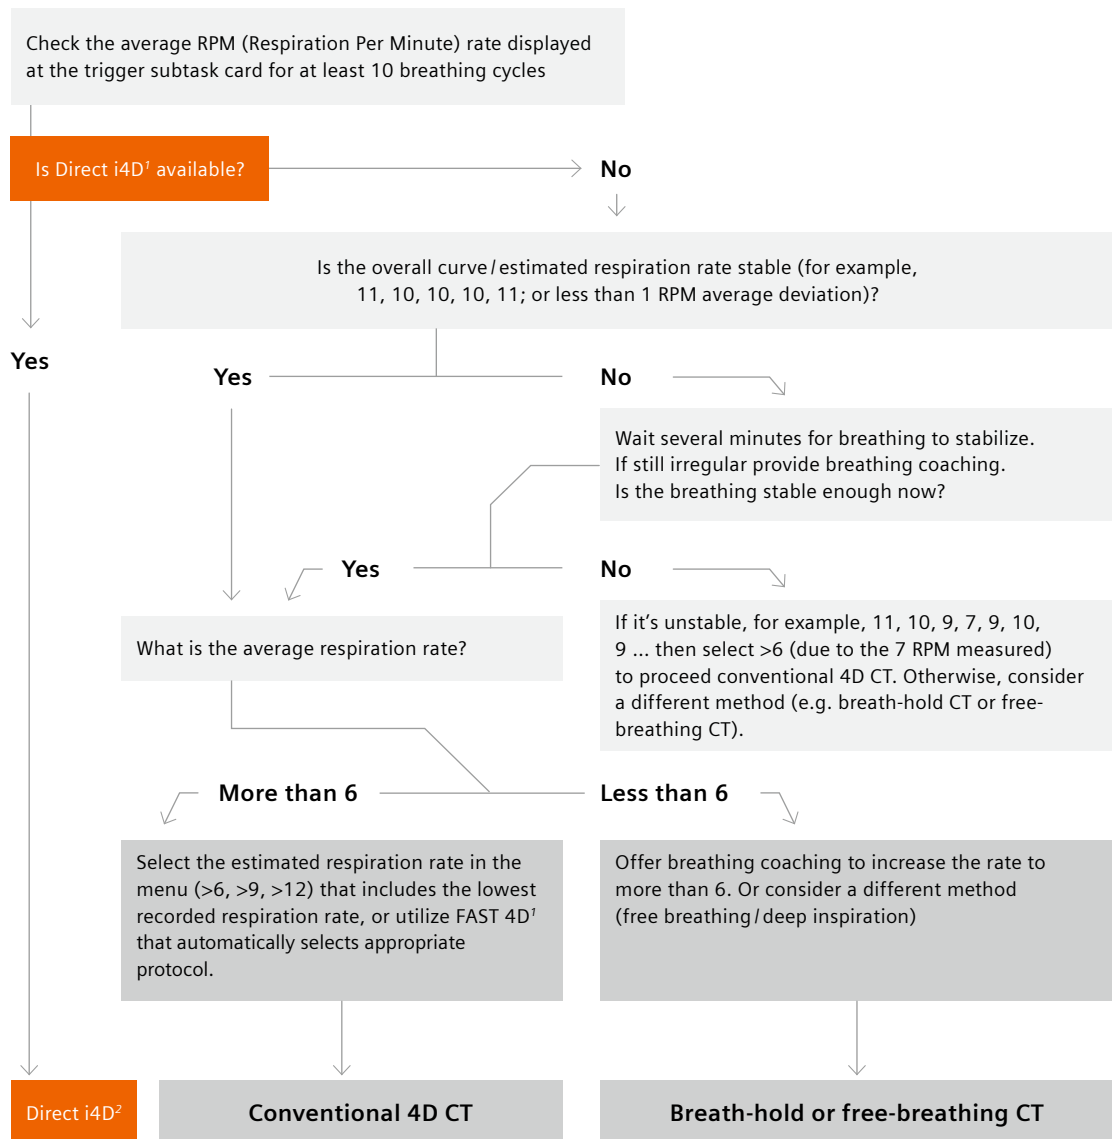 Check the average RPM (Respiration Per Minute) rate displayed
at the trigger subtask card for at least 10 breathing cycles
Is Direct i4D¹ available?
No
Is the overall curve/estimated respiration rate stable (for example,
11, 10, 10, 10, 11; or less than 1 RPM average deviation)?
Yes
Yes
No
Wait several minutes for breathing to stabilize.
If still irregular provide breathing coaching.
Is the breathing stable enough now?
Yes
No
What is the average respiration rate?
If it’s unstable, for example, 11, 10, 9, 7, 9, 10,
9 ... then select >6 (due to the 7 RPM measured)
to proceed conventional 4D CT. Otherwise, consider
a different method (e.g. breath-hold CT or free-
breathing CT).
More than 6
Less than 6
Select the estimated respiration rate in the
menu (>6, >9, >12) that includes the lowest
recorded respiration rate, or utilize FAST 4D¹
that automatically selects appropriate
protocol.
Offer breathing coaching to increase the rate to
more than 6. Or consider a different method
(free breathing/deep inspiration)
Direct i4D²
Conventional 4D CT
Breath-hold or free-breathing CT